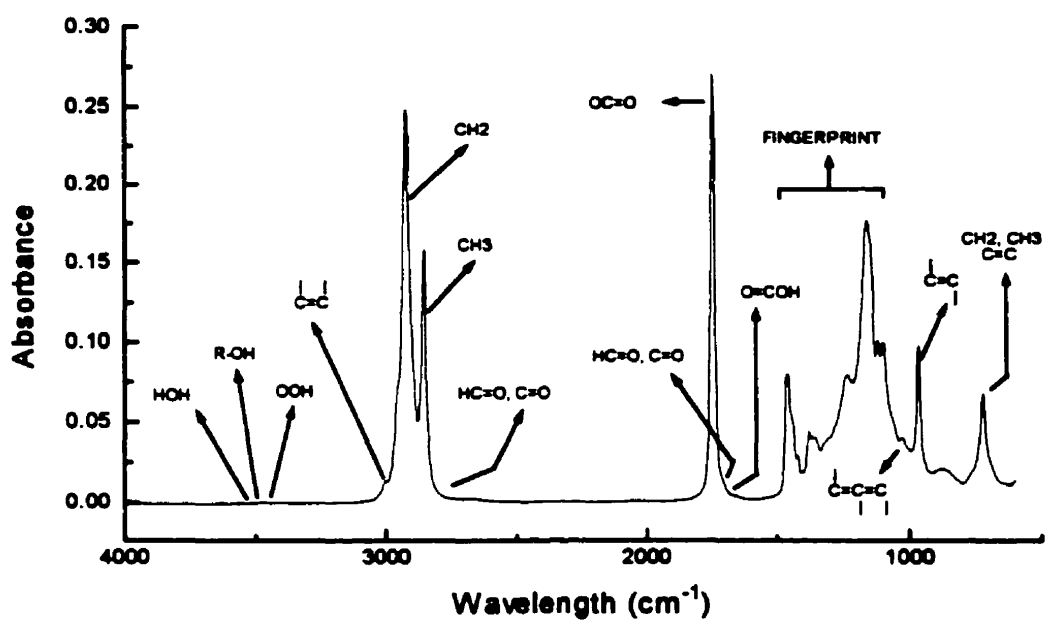 0.30
0.25
0.20
0.15
0.10
0.05
0.00
Absorbance
4000
3000
2000
1000
Wavelength (cm-1)
HOH
R-OH
OOH
C=C
CH2
CH3
HC=O, C=O
OC=O
HC=O, C=O
O=COH
FINGERPRINT
C=C=C
C=C
CH2, CH3
C=C